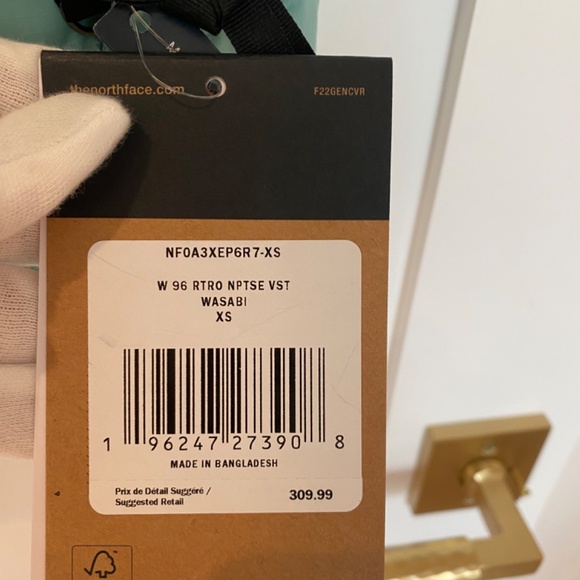 thenorthface.com
F22GENCVR
NF0A3XEP6R7-XS
W 96 RTRO NPTSE VST
WASABI
XS
1 96247 27390 8
MADE IN BANGLADESH
Prix de Détail Suggéré /
Suggested Retail
309.99